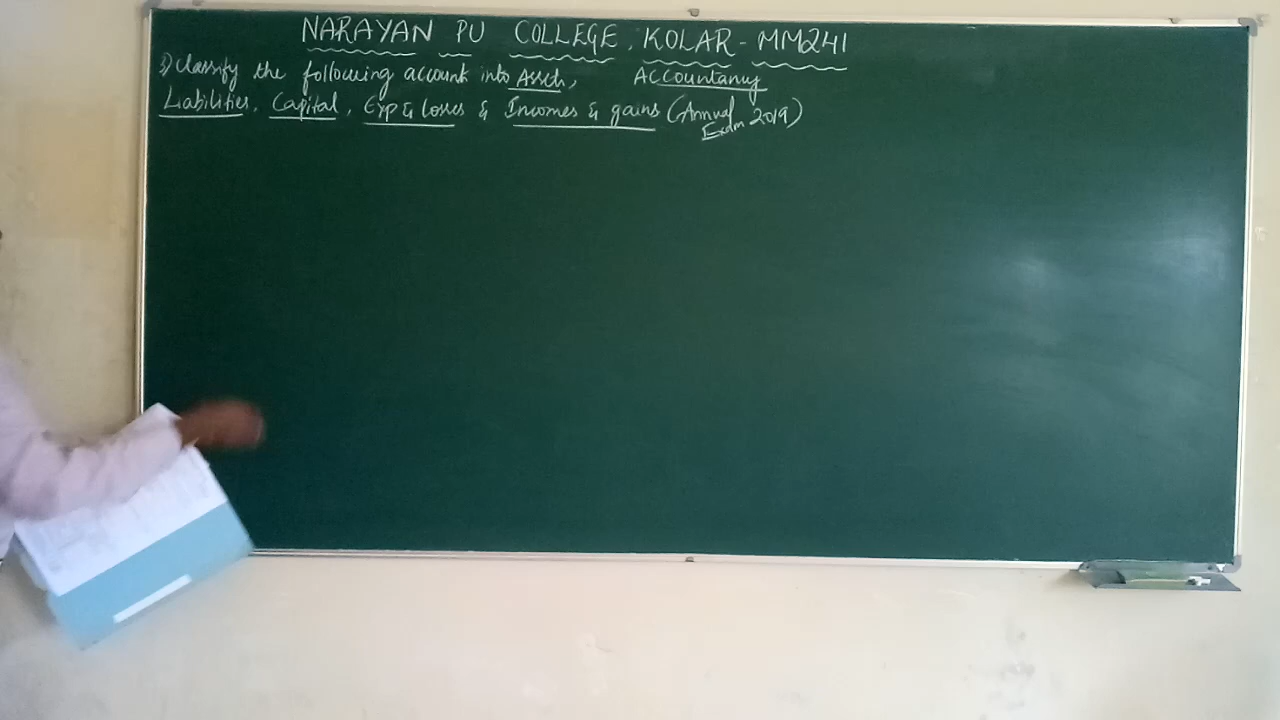 NARAYAN PU COLLEGE, KOLAR - MM241
3) Classify the following account into Assets, Accountancy
Liabilities, Capital, Exp & losses & Incomes & gains (Annual Exam 2019)